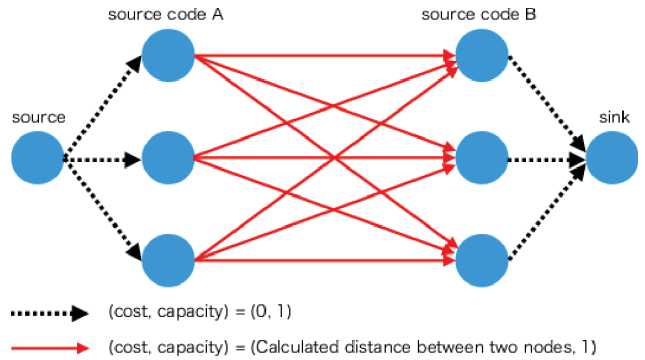 source code A
source code B
source
sink
(cost, capacity) = (0, 1)
(cost, capacity) = (Calculated distance between two nodes, 1)